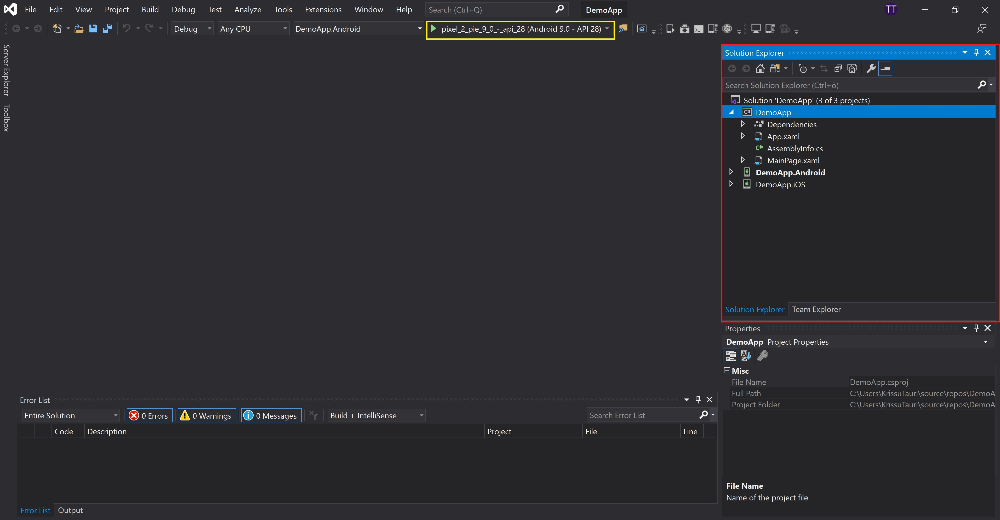 File Edit View Project Build Debug Test Analyze Tools Extensions Window Help Search (Ctrl+Q) DemoApp TT
Debug Any CPU DemoApp.Android pixel_2_pie_9_0_-_api_28 (Android 9.0 - API 28)
Server Explorer
Toolbox
Solution Explorer
Search Solution Explorer (Ctrl+ö)
Solution 'DemoApp' (3 of 3 projects)
C# DemoApp
Dependencies
App.xaml
C# AssemblyInfo.cs
MainPage.xaml
DemoApp.Android
DemoApp.iOS
Solution Explorer Team Explorer
Properties
DemoApp Project Properties
Misc
File Name DemoApp.csproj
Full Path C:\Users\KrissuTauri\source\repos\DemoA
Project Folder C:\Users\KrissuTauri\source\repos\DemoA
File Name
Name of the project file.
Error List
Entire Solution 0 Errors 0 Warnings 0 Messages Build + IntelliSense Search Error List
Code Description Project File Line
Error List Output